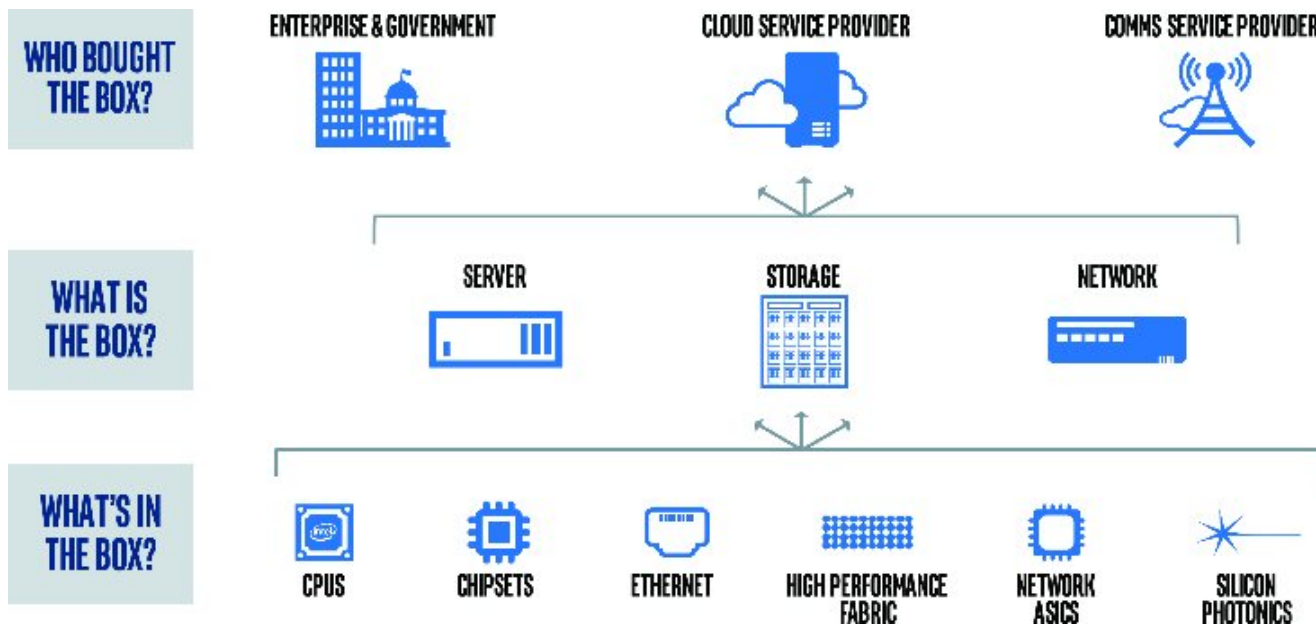 WHO BOUGHT
THE BOX?
ENTERPRISE & GOVERNMENT
CLOUD SERVICE PROVIDER
COMMS SERVICE PROVIDER
WHAT IS
THE BOX?
SERVER
STORAGE
NETWORK
WHAT'S IN
THE BOX?
intel
CPUS
CHIPSETS
ETHERNET
HIGH PERFORMANCE
FABRIC
NETWORK
ASICS
SILICON
PHOTONICS